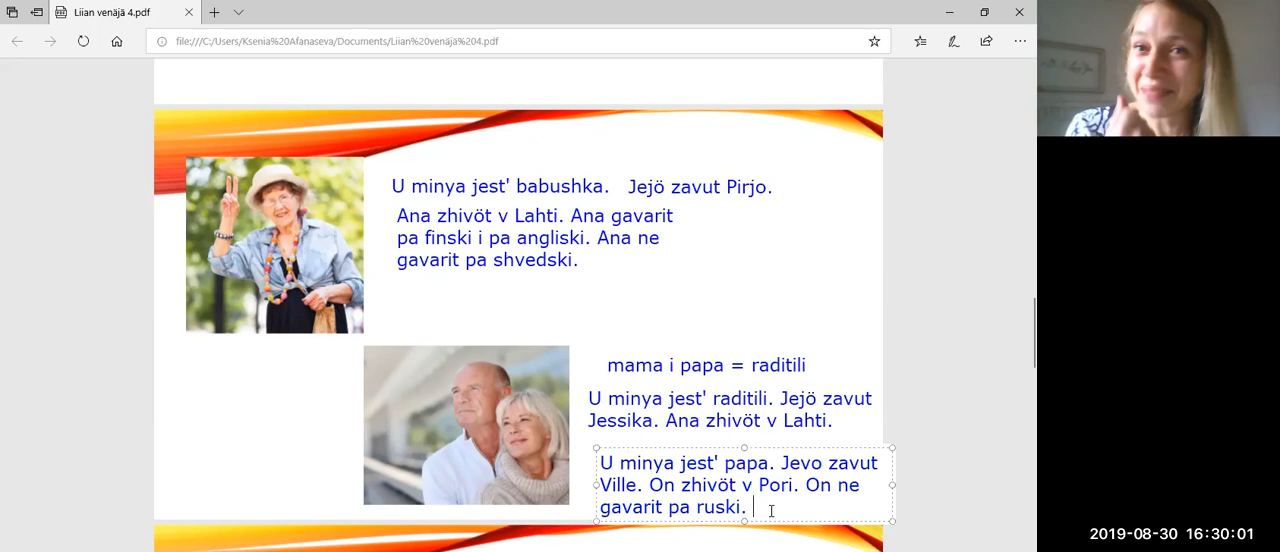 Liian venäjä 4.pdf
file:///C:/Users/Ksenia%20Afanaseva/Documents/Liian%20venäjä%204.pdf
U minya jest' babushka. Jejö zavut Pirjo.
Ana zhivöt v Lahti. Ana gavarit
pa finski i pa angliski. Ana ne
gavarit pa shvedski.
mama i papa = raditili
U minya jest' raditili. Jejö zavut
Jessika. Ana zhivöt v Lahti.
U minya jest' papa. Jevo zavut
Ville. On zhivöt v Pori. On ne
gavarit pa ruski.
2019-08-30 16:30:01